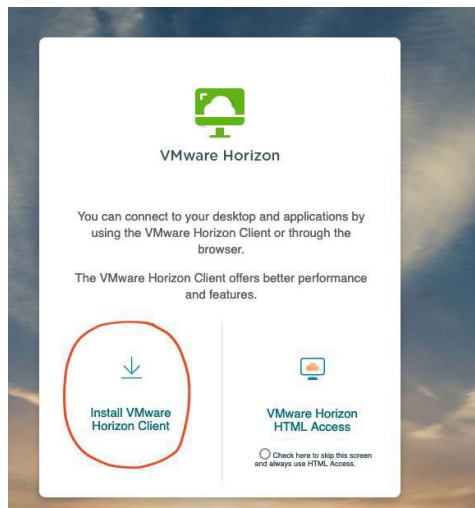 VMware Horizon
You can connect to your desktop and applications by
using the VMware Horizon Client or through the
browser.
The VMware Horizon Client offers better performance
and features.
Install VMware
Horizon Client
VMware Horizon
HTML Access
Check here to skip this screen
and always use HTML Access.